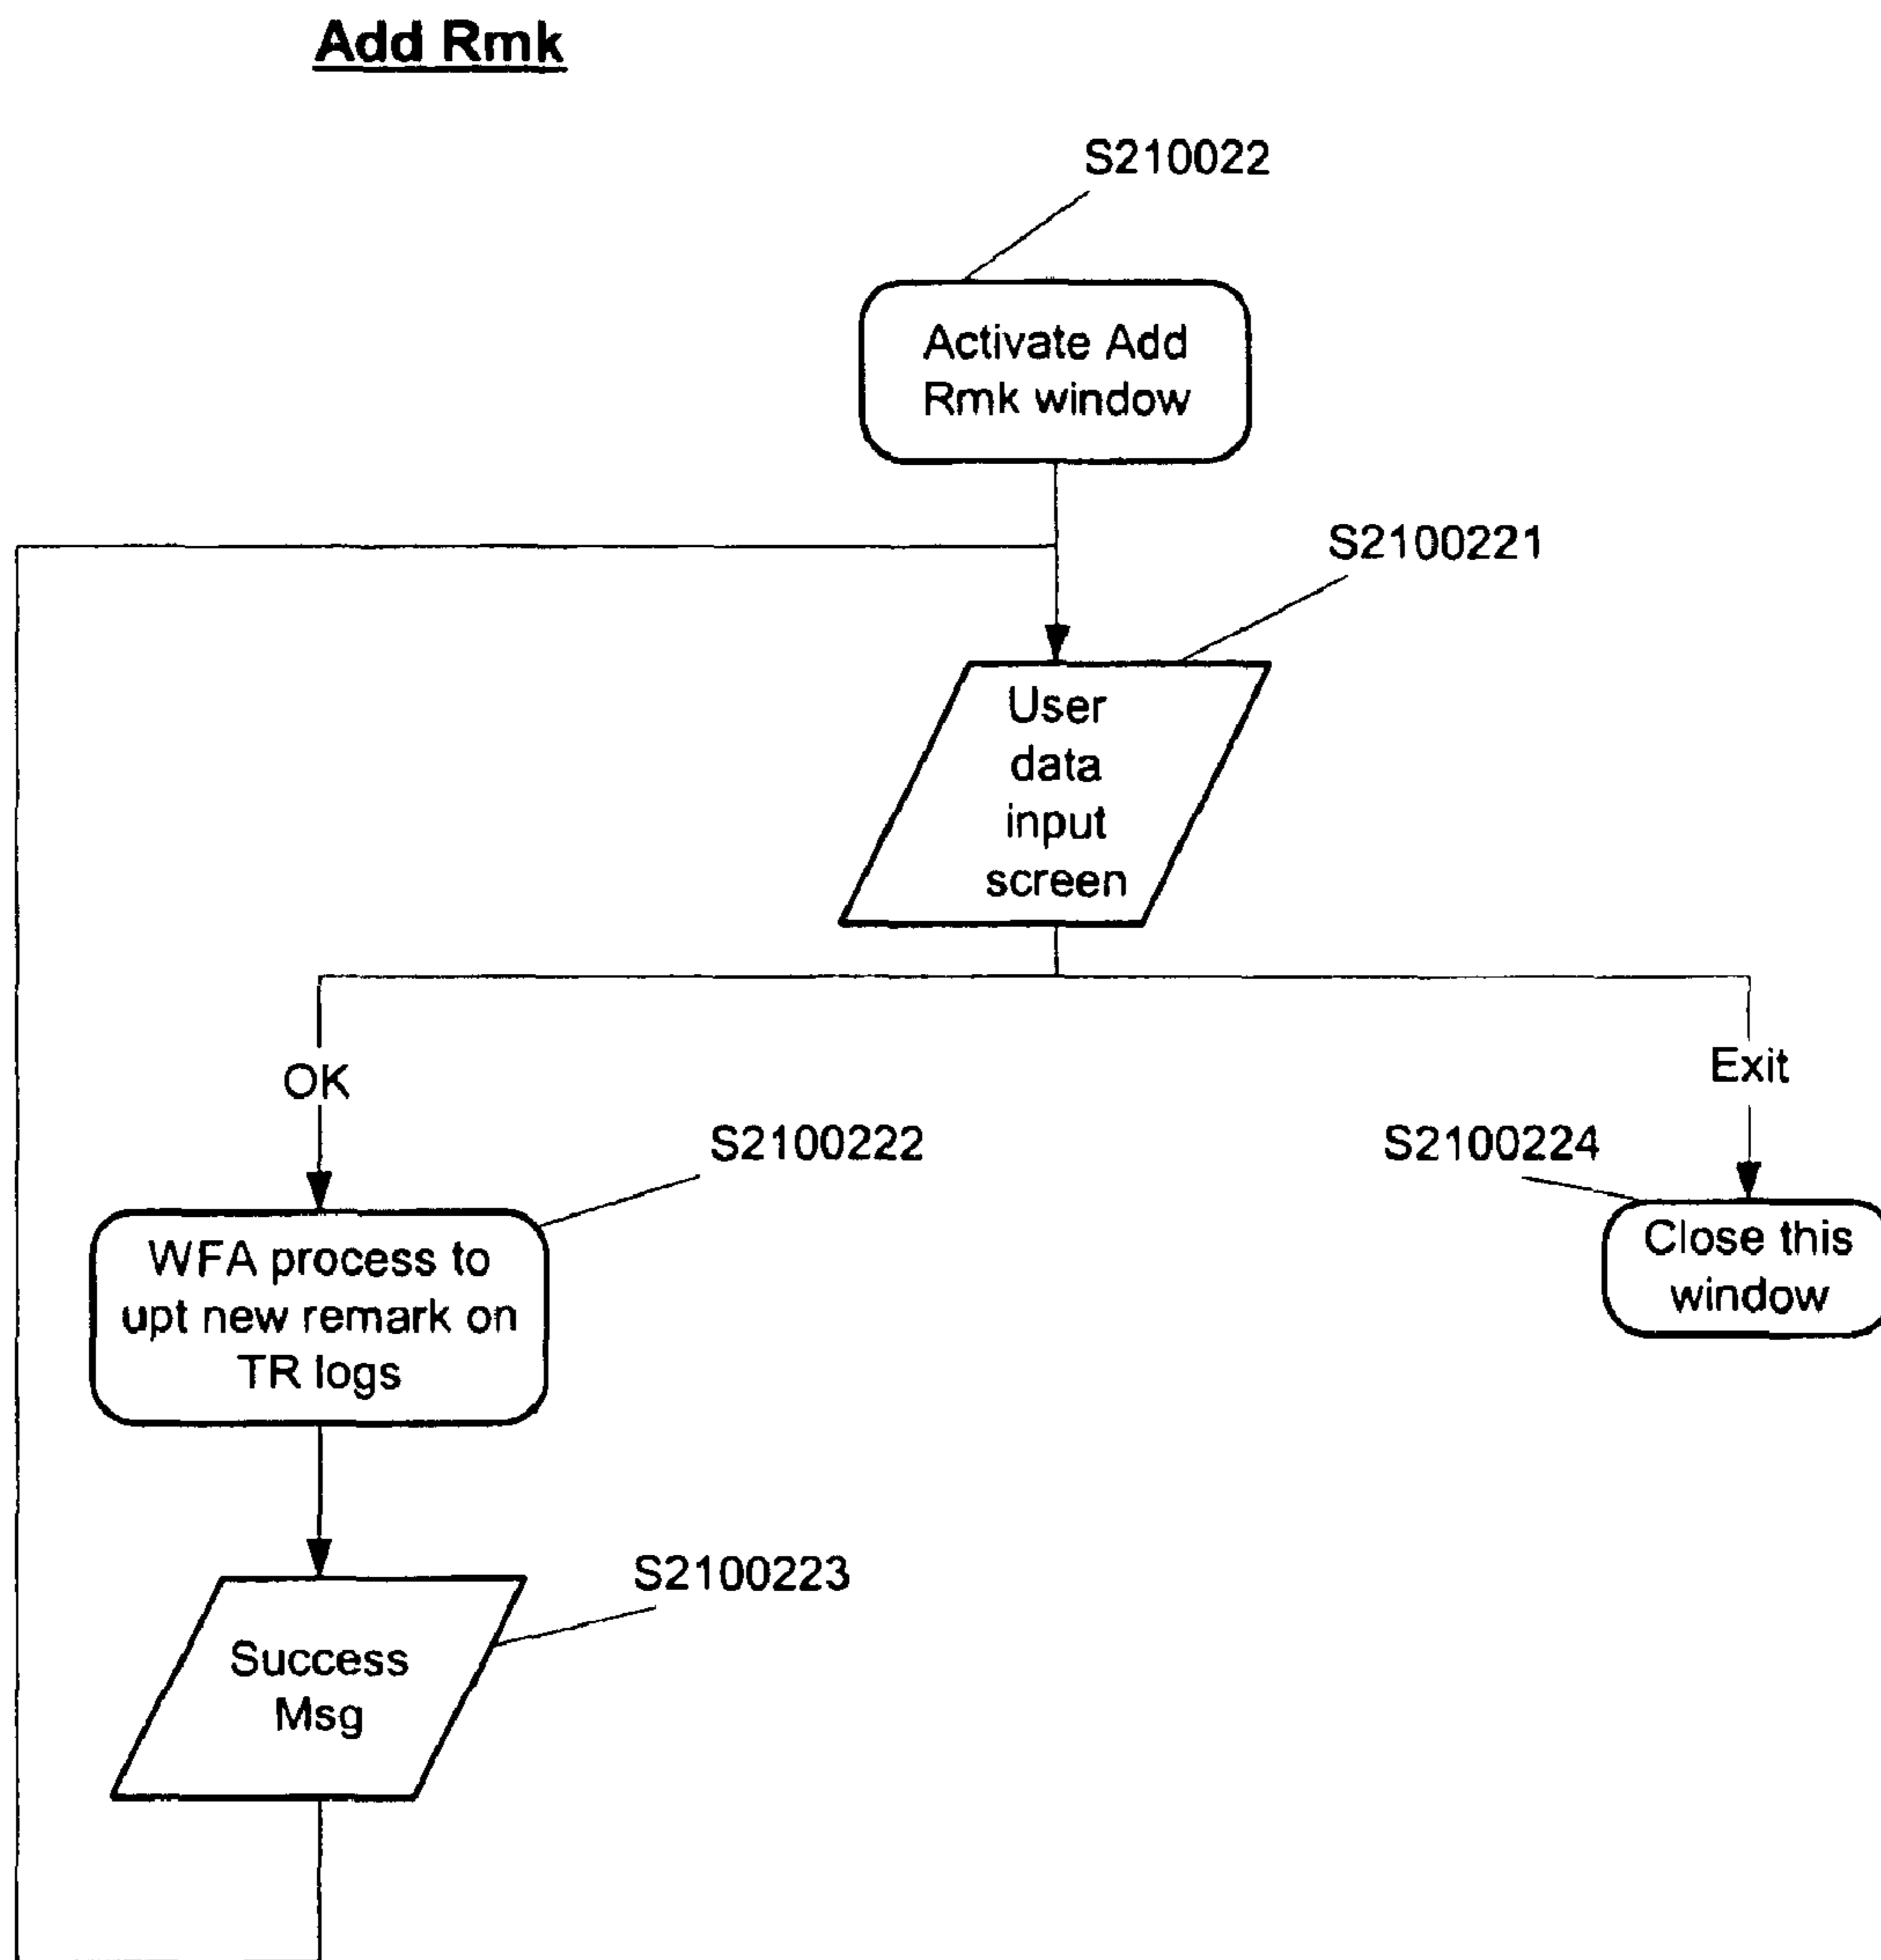 Add Rmk
S210022
Activate Add
Rmk window
S2100221
User
data
input
screen
OK
Exit
S2100222
S2100224
WFA process to
upt new remark on
TR logs
Close this
window
S2100223
Success
Msg